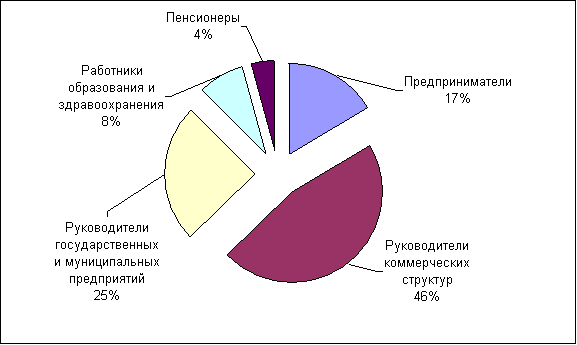 Пенсионеры
4%
Работники
образования и
здравоохранения
8%
Предприниматели
17%
Руководители
государственных
и муниципальных
предприятий
25%
Руководители
коммерческих
структур
46%